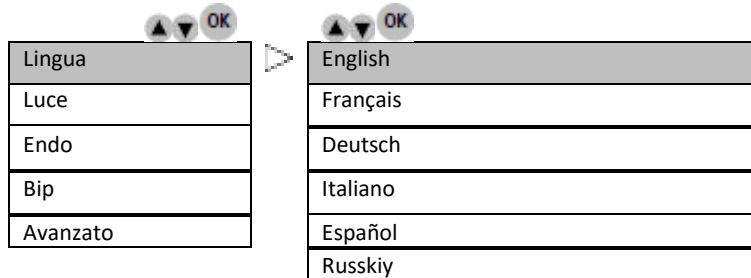 OK
OK
Lingua
Luce
Endo
Bip
Avanzato
English
Français
Deutsch
Italiano
Español
Russkiy